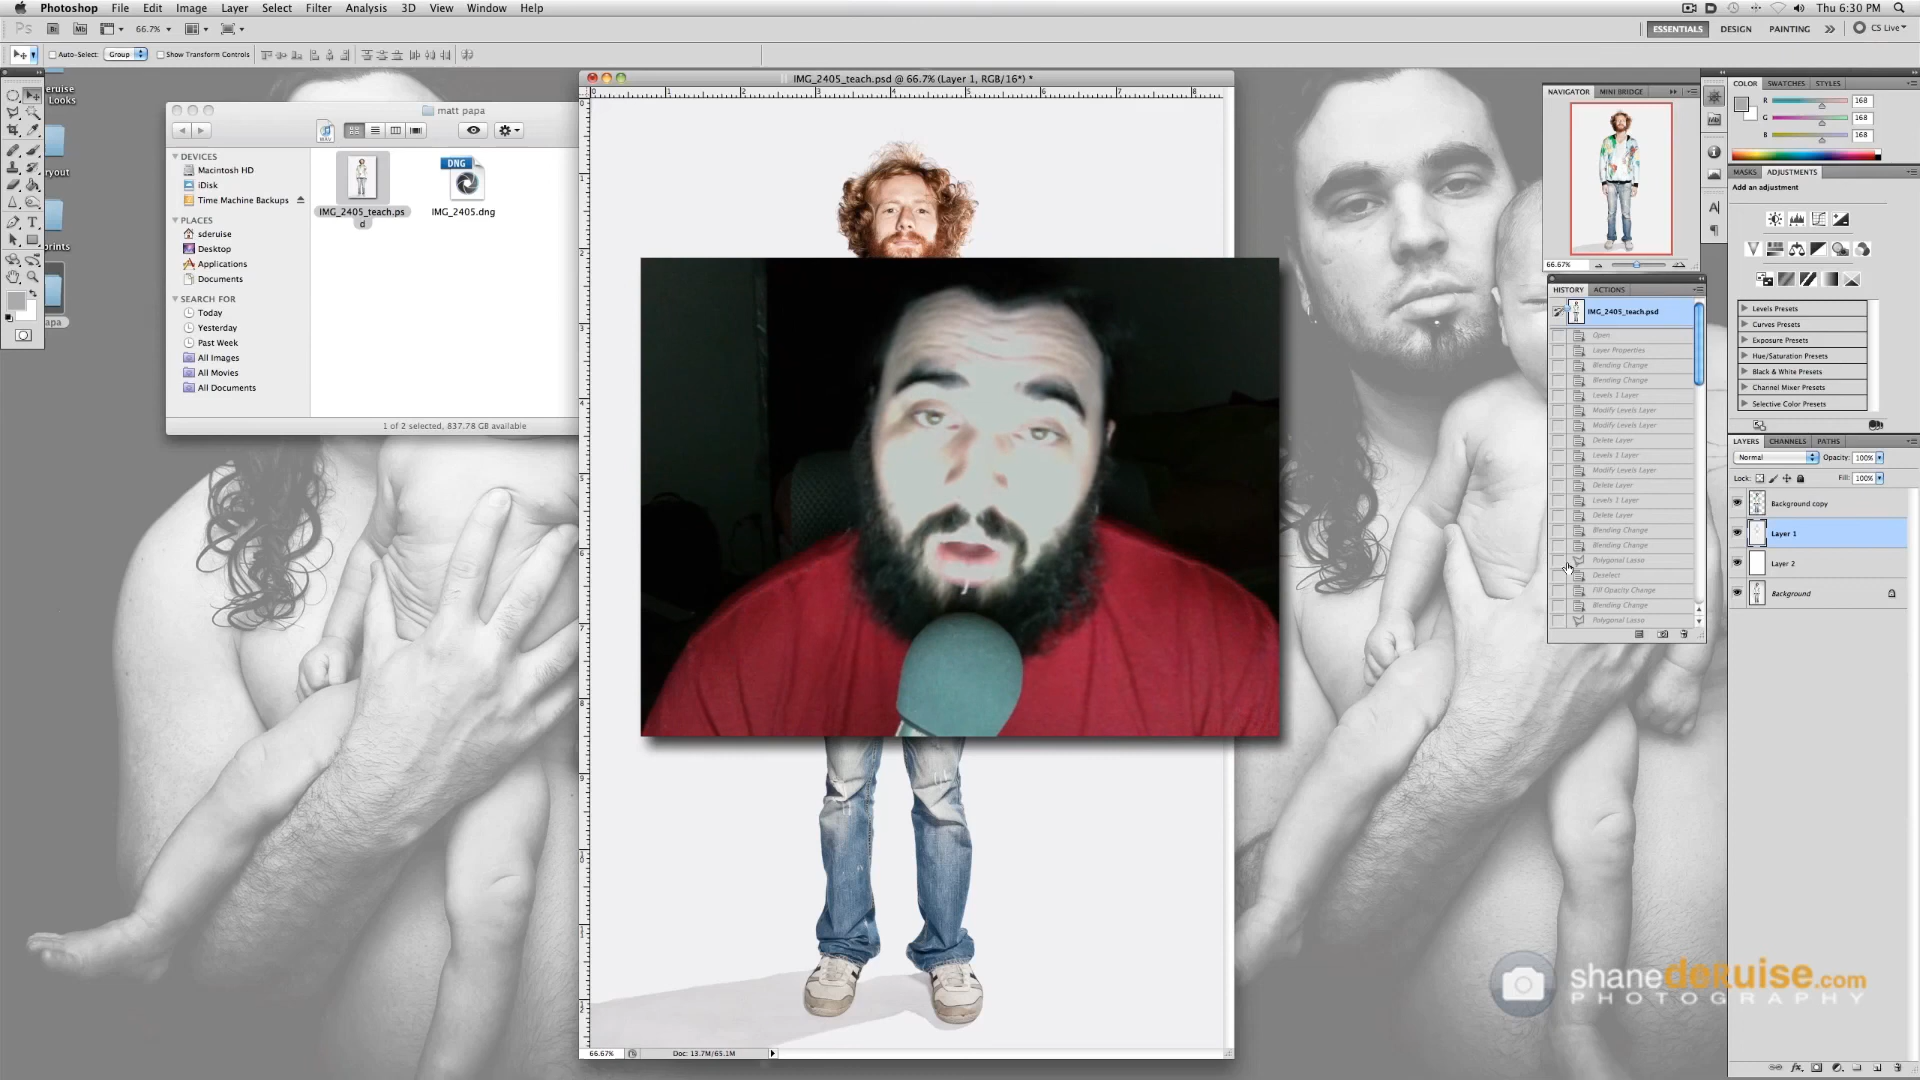 Photoshop File Edit Image Layer Select Filter Analysis 3D View Window Help
Thu 6:30 PM
Ps Br Mb 66.7%
ESSENTIALS DESIGN PAINTING CS Live
Auto-Select: Group Show Transform Controls
eruise
Looks
ryout
prints
apa
matt papa
DEVICES
Macintosh HD
iDisk
Time Machine Backups
PLACES
sderuise
Desktop
Applications
Documents
SEARCH FOR
Today
Yesterday
Past Week
All Images
All Movies
All Documents
IMG_2405_teach.ps
d
DNG
IMG_2405.dng
1 of 2 selected, 837.78 GB available
IMG_2405_teach.psd @ 66.7% (Layer 1, RGB/16*) *
66.67% Doc: 13.7M/65.1M
NAVIGATOR MINI BRIDGE
66.67%
HISTORY ACTIONS
IMG_2405_teach.psd
Open
Layer Properties
Blending Change
Blending Change
Levels 1 Layer
Modify Levels Layer
Modify Levels Layer
Delete Layer
Levels 1 Layer
Modify Levels Layer
Delete Layer
Levels 1 Layer
Delete Layer
Blending Change
Blending Change
Polygonal Lasso
Deselect
Fill Opacity Change
Blending Change
Polygonal Lasso
COLOR SWATCHES STYLES
R 168
G 168
B 168
MASKS ADJUSTMENTS
Add an adjustment
Levels Presets
Curves Presets
Exposure Presets
Hue/Saturation Presets
Black & White Presets
Channel Mixer Presets
Selective Color Presets
LAYERS CHANNELS PATHS
Normal Opacity: 100%
Lock: Fill: 100%
Background copy
Layer 1
Layer 2
Background
shanedeRuise.com
PHOTOGRAPHY